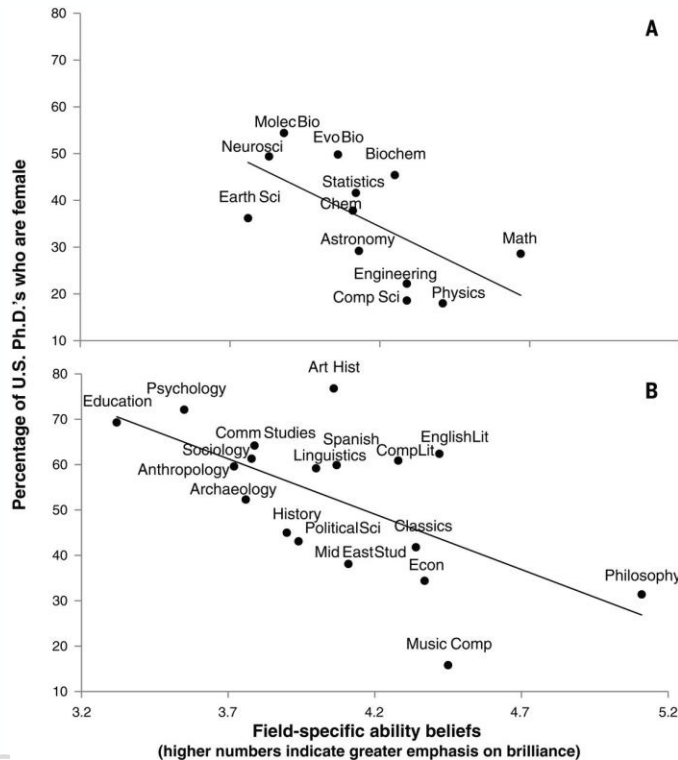 80
A
70
60
MolecBio
EvoBio
50
Neurosci
Biochem
Statistics
40
Earth Sci
Chem
30
Astronomy
Math
Engineering
20
Comp Sci
Physics
10
Percentage of U.S. Ph.D.'s who are female
80
Art Hist
B
70
Education
Psychology
Comm Studies
Spanish
EnglishLit
60
Sociology
Linguistics
CompLit
Anthropology
50
Archaeology
History
PoliticalSci
Classics
40
Mid EastStud
Econ
30
Philosophy
20
Music Comp
10
3.2 3.7 4.2 4.7 5.2
Field-specific ability beliefs
(higher numbers indicate greater emphasis on brilliance)